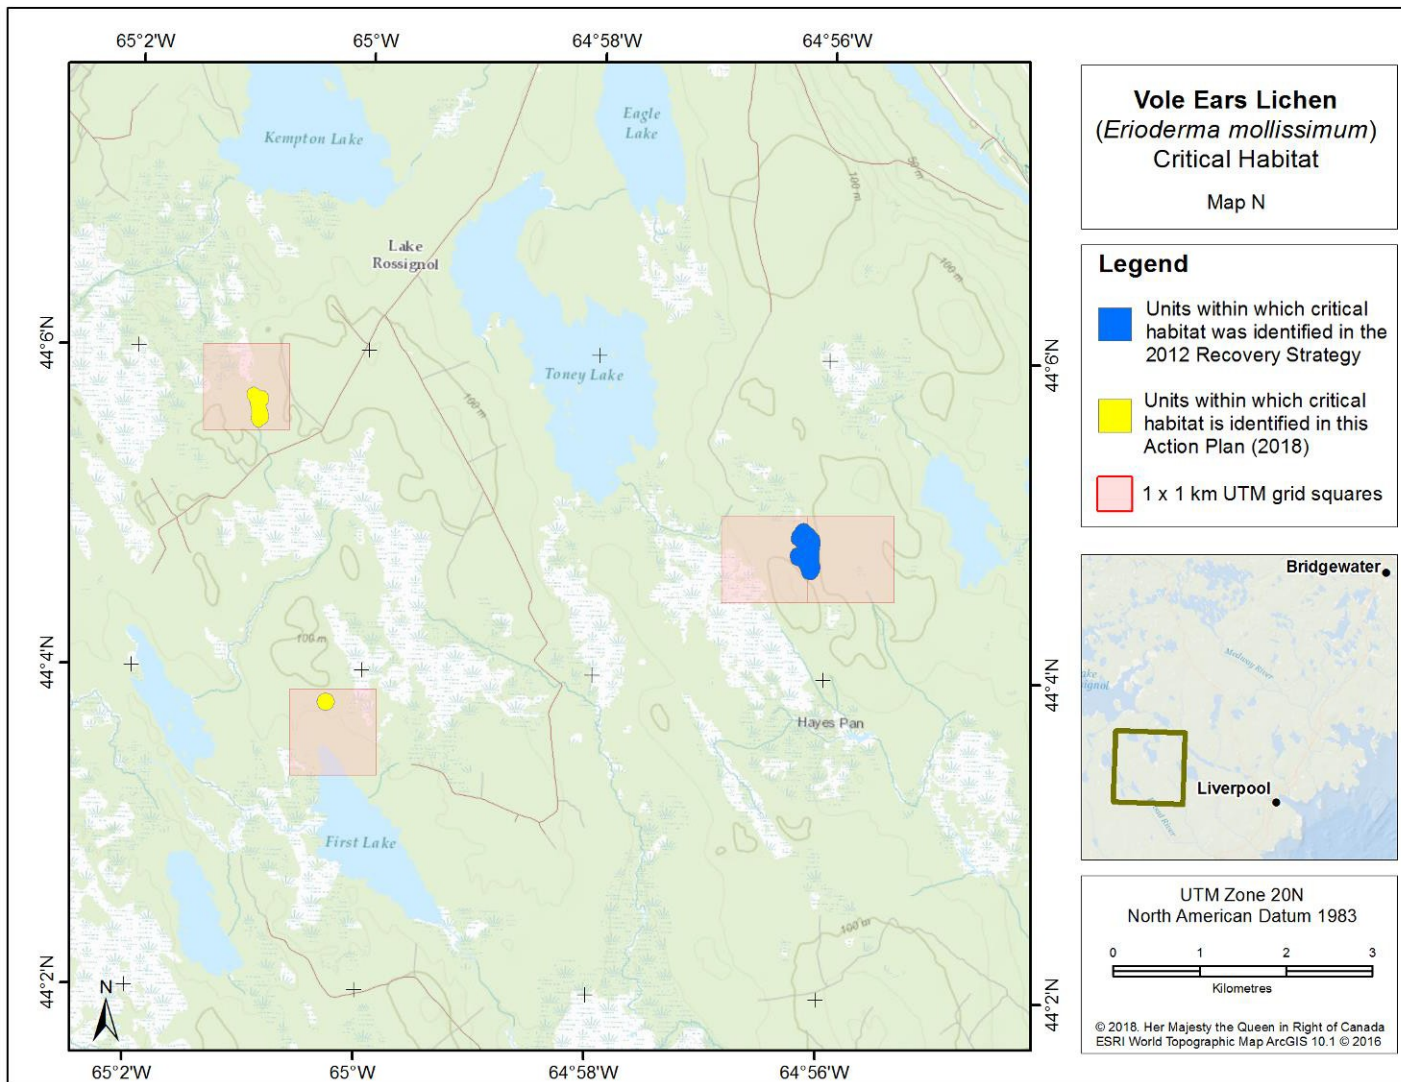 65°2'W
65°W
64°58'W
64°56'W
Kempton Lake
Eagle
Lake
50 m
100 m
Lake
Rossignol
100 m
44°6'N
44°6'N
Toney Lake
100 m
100 m
44°4'N
44°4'N
Hayes Pan
First Lake
100 m
44°2'N
44°2'N
N
65°2'W
65°W
64°58'W
64°56'W
Vole Ears Lichen
(Erioderma mollissimum)
Critical Habitat
Map N
Legend
Units within which critical
habitat was identified in the
2012 Recovery Strategy
Units within which critical
habitat is identified in this
Action Plan (2018)
1 x 1 km UTM grid squares
Bridgewater
Medway River
Liverpool
UTM Zone 20N
North American Datum 1983
0 1 2 3
Kilometres
© 2018. Her Majesty the Queen in Right of Canada
ESRI World Topographic Map ArcGIS 10.1 © 2016